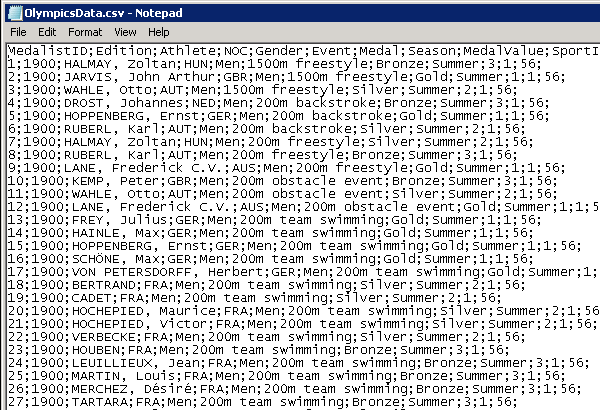 OlympicsData.csv - Notepad
File Edit Format View Help
MedalistID;Edition;Athlete;NOC;Gender;Event;Medal;Season;MedalValue;SportI
1;1900;HALMAY, Zoltan;HUN;Men;1500m freestyle;Bronze;Summer;3;1;56;
2;1900;JARVIS, John Arthur;GBR;Men;1500m freestyle;Gold;Summer;1;1;56;
3;1900;WAHLE, Otto;AUT;Men;1500m freestyle;Silver;Summer;2;1;56;
4;1900;DROST, Johannes;NED;Men;200m backstroke;Bronze;Summer;3;1;56;
5;1900;HOPPENBERG, Ernst;GER;Men;200m backstroke;Gold;Summer;1;1;56;
6;1900;RUBERL, Karl;AUT;Men;200m backstroke;Silver;Summer;2;1;56;
7;1900;HALMAY, Zoltan;HUN;Men;200m freestyle;Silver;Summer;2;1;56;
8;1900;RUBERL, Karl;AUT;Men;200m freestyle;Bronze;Summer;3;1;56;
9;1900;LANE, Frederick C.V.;AUS;Men;200m freestyle;Gold;Summer;1;1;56;
10;1900;KEMP, Peter;GBR;Men;200m obstacle event;Bronze;Summer;3;1;56;
11;1900;WAHLE, Otto;AUT;Men;200m obstacle event;Silver;Summer;2;1;56;
12;1900;LANE, Frederick C.V.;AUS;Men;200m obstacle event;Gold;Summer;1;1;5
13;1900;FREY, Julius;GER;Men;200m team swimming;Gold;Summer;1;1;56;
14;1900;HAINLE, Max;GER;Men;200m team swimming;Gold;Summer;1;1;56;
15;1900;HOPPENBERG, Ernst;GER;Men;200m team swimming;Gold;Summer;1;1;56;
16;1900;SCHÖNE, Max;GER;Men;200m team swimming;Gold;Summer;1;1;56;
17;1900;VON PETERSDORFF, Herbert;GER;Men;200m team swimming;Gold;Summer;1;
18;1900;BERTRAND;FRA;Men;200m team swimming;Silver;Summer;2;1;56;
19;1900;CADET;FRA;Men;200m team swimming;Silver;Summer;2;1;56;
20;1900;HOCHEPIED, Maurice;FRA;Men;200m team swimming;Silver;Summer;2;1;56
21;1900;HOCHEPIED, Victor;FRA;Men;200m team swimming;Silver;Summer;2;1;56;
22;1900;VERBECKE;FRA;Men;200m team swimming;Silver;Summer;2;1;56;
23;1900;HOUBEN;FRA;Men;200m team swimming;Bronze;Summer;3;1;56;
24;1900;LEUILLIEUX, Jean;FRA;Men;200m team swimming;Bronze;Summer;3;1;56;
25;1900;MARTIN, Louis;FRA;Men;200m team swimming;Bronze;Summer;3;1;56;
26;1900;MERCHEZ, Désiré;FRA;Men;200m team swimming;Bronze;Summer;3;1;56;
27;1900;TARTARA;FRA;Men;200m team swimming;Bronze;Summer;3;1;56;